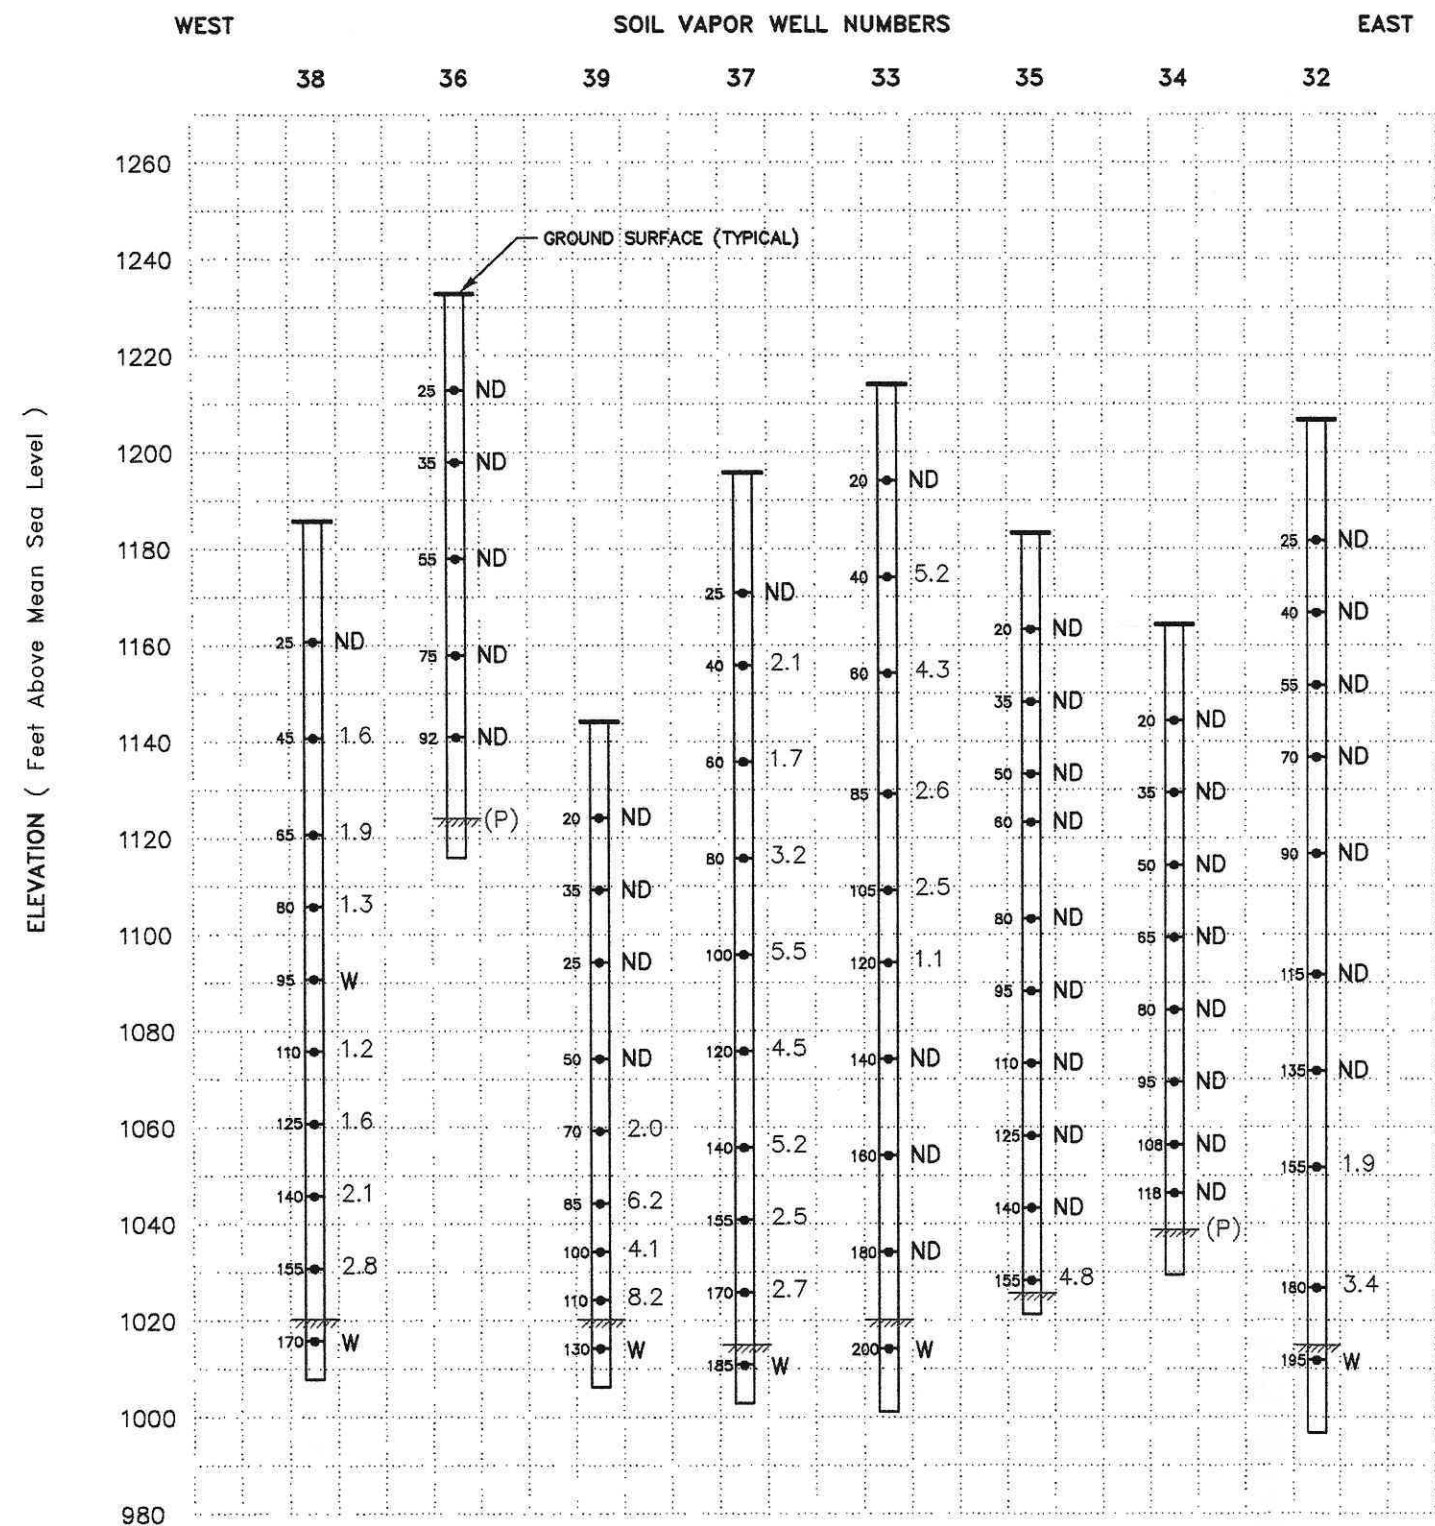 WEST SOIL VAPOR WELL NUMBERS EAST
38 36 39 37 33 35 34 32
1260
GROUND SURFACE (TYPICAL)
1240
1220
25 ND
35 ND
1200
20 ND
1180
55 ND
25 ND
40 5.2
25 ND
20 ND
1160
25 ND
75 ND
40 2.1
60 4.3
40 ND
35 ND
55 ND
1140
45 1.6
92 ND
60 1.7
50 ND
20 ND
70 ND
85 2.6
35 ND
1120
65 1.9
(P)
20 ND
80 3.2
60 ND
90 ND
50 ND
80 1.3
35 ND
105 2.5
80 ND
1100
65 ND
25 ND
100 5.5
120 1.1
95 W
95 ND
115 ND
80 ND
1080
110 1.2
50 ND
120 4.5
140 ND
110 ND
95 ND
135 ND
1060
125 1.6
70 2.0
140 5.2
160 ND
125 ND
108 ND
155 1.9
140 2.1
85 6.2
140 ND
118 ND
1040
155 2.5
(P)
155 2.8
100 4.1
180 ND
155 4.8
110 8.2
170 2.7
180 3.4
1020
170 W
130 W
185 W
200 W
195 W
1000
980
ELEVATION ( Feet Above Mean Sea Level )